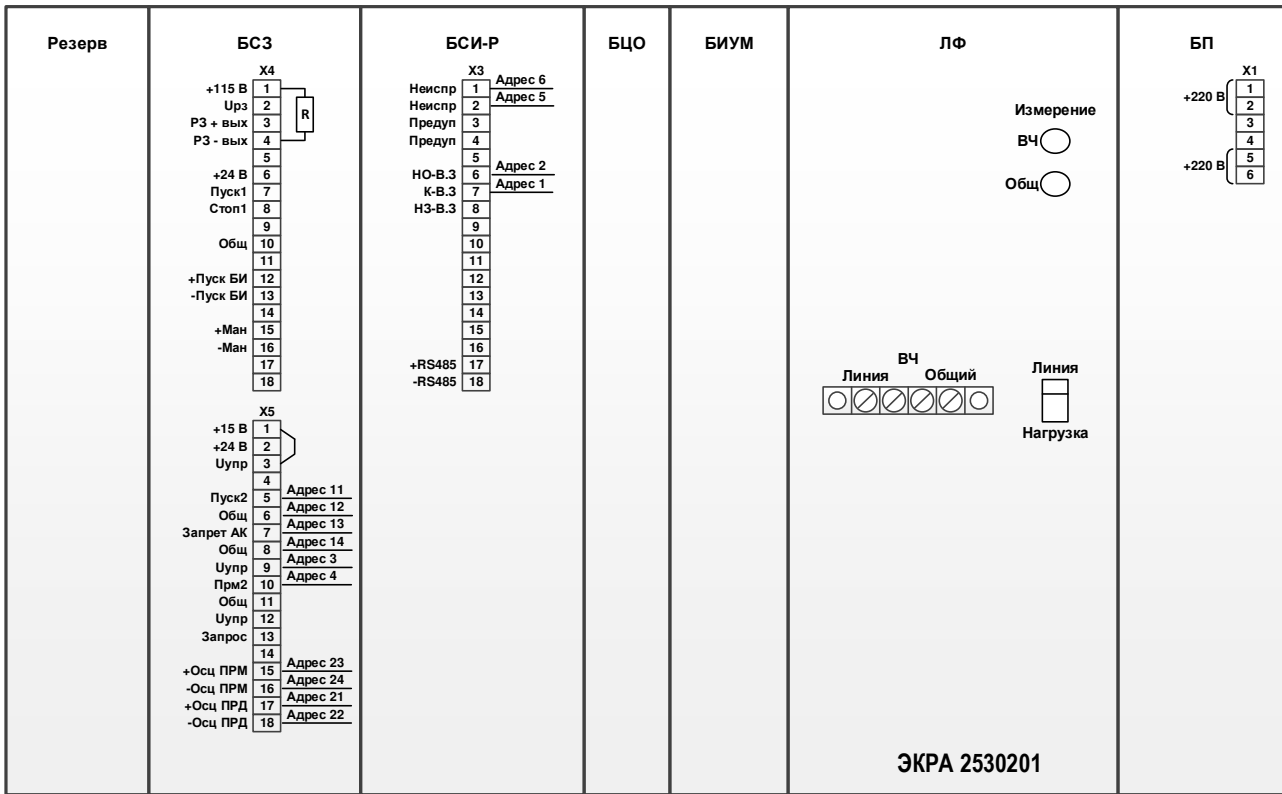 Резерв
БСЗ
X4
+115 В 1
Uрз 2
R
РЗ + вых 3
РЗ - вых 4
5
+24 В 6
Пуск1 7
Стоп1 8
9
Общ 10
11
+Пуск БИ 12
-Пуск БИ 13
14
+Ман 15
-Ман 16
17
18
X5
+15 В 1
+24 В 2
Uупр 3
4
Пуск2 5 Адрес 11
Общ 6 Адрес 12
Запрет АК 7 Адрес 13
Общ 8 Адрес 14
Uупр 9 Адрес 3
Прм2 10 Адрес 4
Общ 11
Uупр 12
Запрос 13
14
+Осц ПРМ 15 Адрес 23
-Осц ПРМ 16 Адрес 24
+Осц ПРД 17 Адрес 21
-Осц ПРД 18 Адрес 22
БСИ-Р
X3
Неиспр 1 Адрес 6
Неиспр 2 Адрес 5
Предуп 3
Предуп 4
5
НО-В.З 6 Адрес 2
К-В.З 7 Адрес 1
НЗ-В.З 8
9
10
11
12
13
14
15
16
+RS485 17
-RS485 18
БЦО
БИУМ
ЛФ
Измерение
ВЧ
Общ
ВЧ
Линия Общий
Линия
Нагрузка
ЭКРА 2530201
БП
X1
+220 В
1
2
3
4
+220 В
5
6